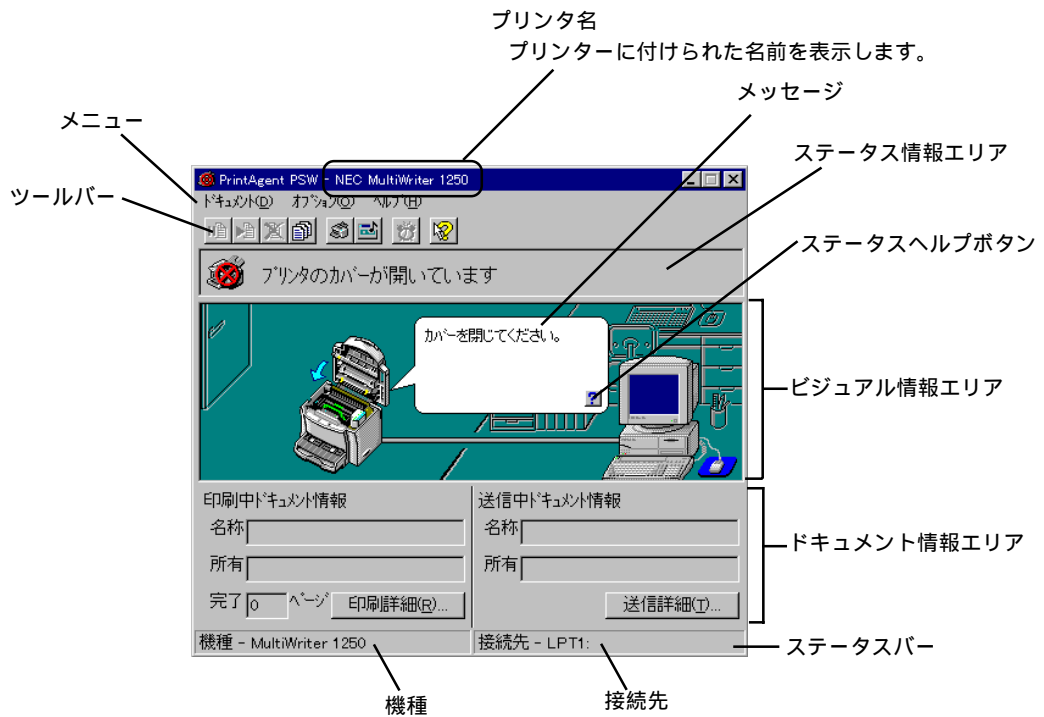 プリンタ名
プリンターに付けられた名前を表示します。
メッセージ
メニュー
ステータス情報エリア
ツールバー
PrintAgent PSW - NEC MultiWriter 1250
ﾄﾞｷｭﾒﾝﾄ(D) ｵﾌﾟｼｮﾝ(O) ﾍﾙﾌﾟ(H)
ステータスヘルプボタン
ﾌﾟﾘﾝﾀのｶﾊﾞｰが開いています
ｶﾊﾞｰを閉じてください。
?
ビジュアル情報エリア
印刷中ﾄﾞｷｭﾒﾝﾄ情報
送信中ﾄﾞｷｭﾒﾝﾄ情報
名称
名称
ドキュメント情報エリア
所有
所有
完了 0 ﾍﾟｰｼﾞ 印刷詳細(R)...
送信詳細(T)...
機種 - MultiWriter 1250
接続先 - LPT1:
ステータスバー
機種
接続先